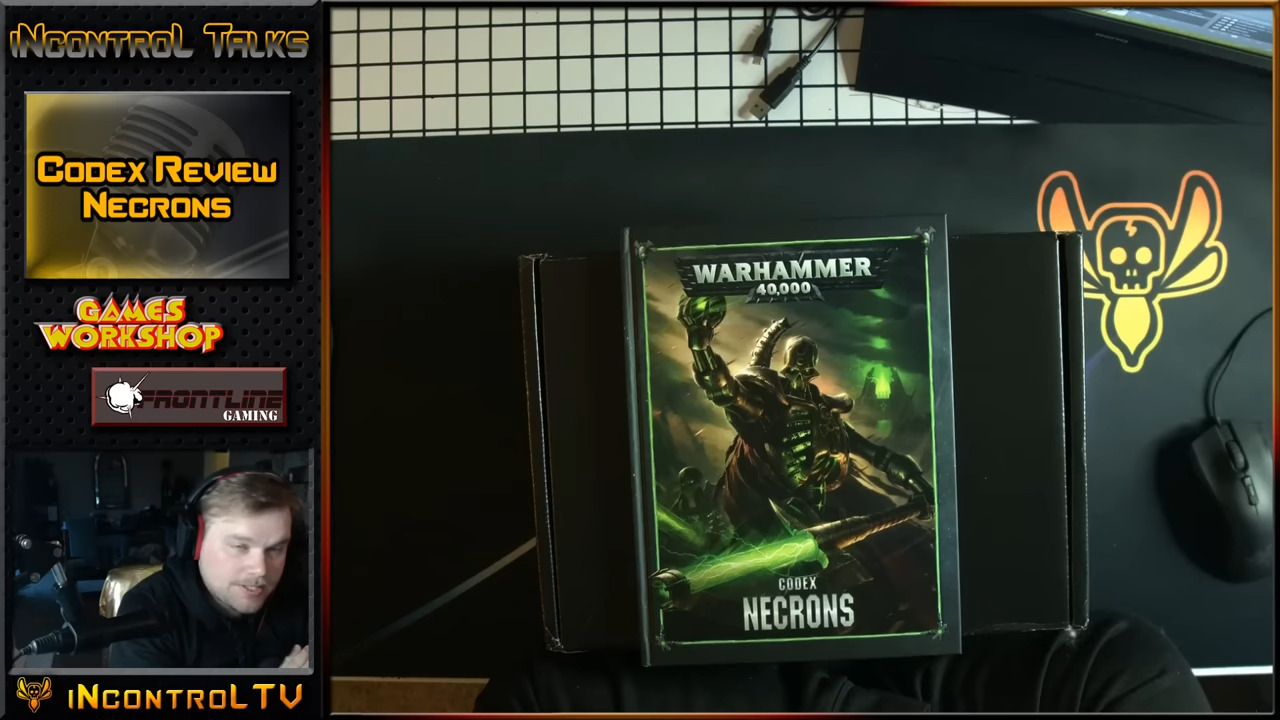 iNcontroL Talks
Codex Review
Necrons
GAMES
WORKSHOP
FRONTLINE
GAMING
iNcontroLTV
WARHAMMER
40,000
CODEX
NECRONS